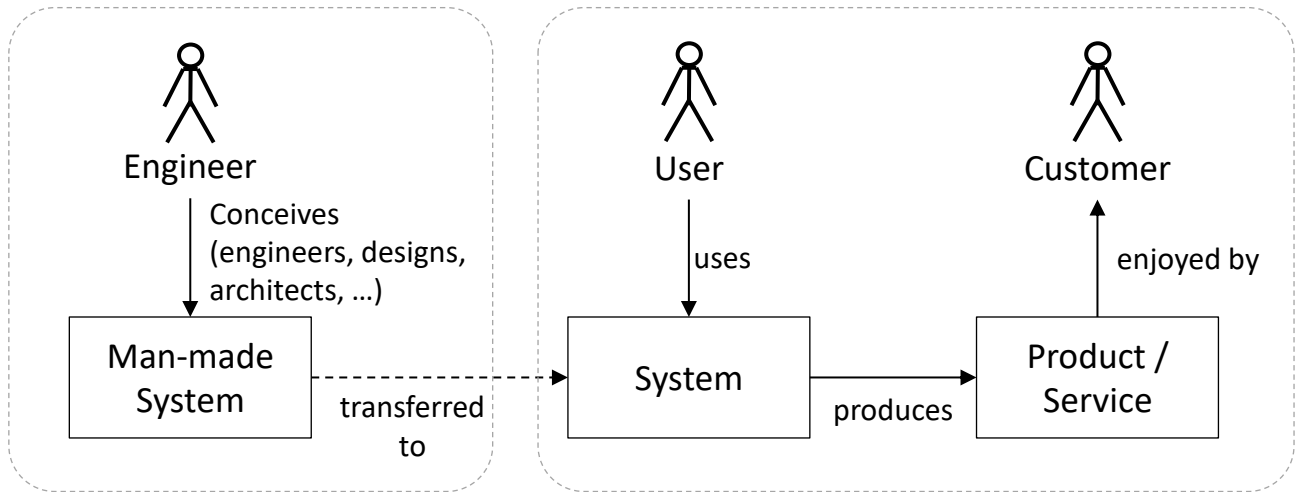 Engineer
Conceives
(engineers, designs,
architects, ...)
Man-made
System
transferred
to
User
uses
System
produces
Customer
enjoyed by
Product /
Service